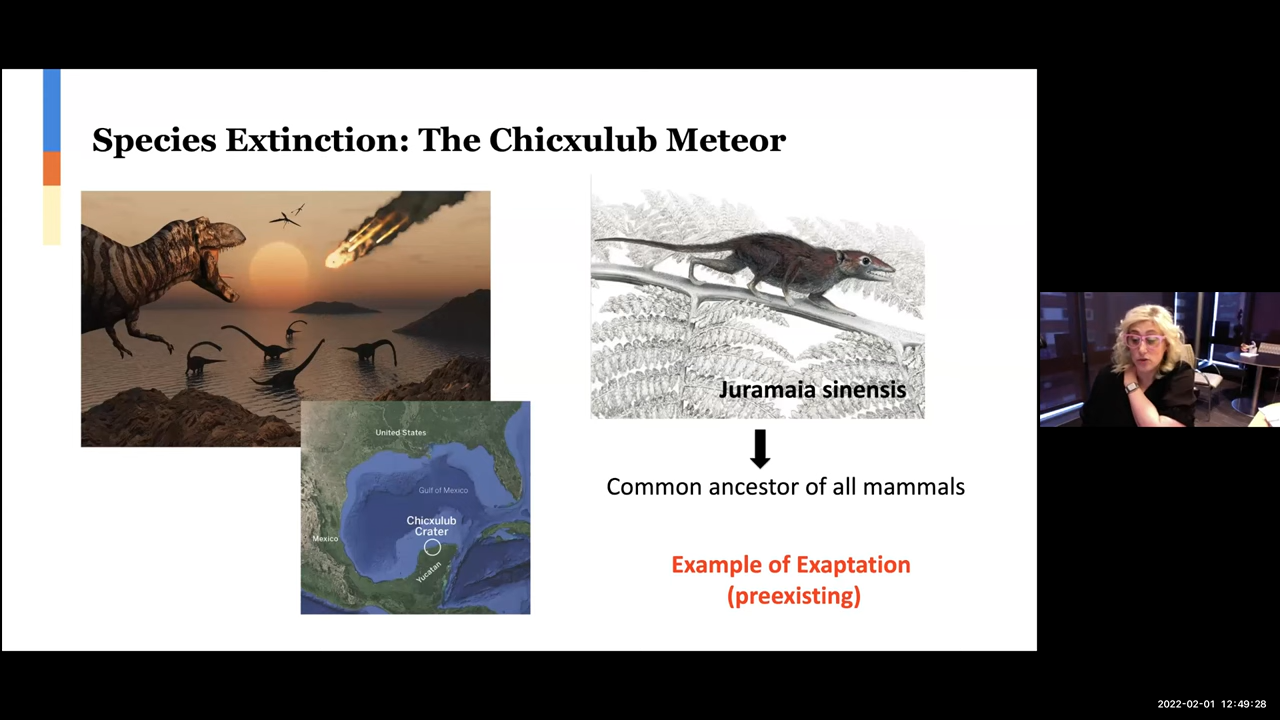 Species Extinction: The Chicxulub Meteor
United States
Gulf of Mexico
Chicxulub
Crater
Mexico
Yucatan
Juramaia sinensis
Common ancestor of all mammals
Example of Exaptation
(preexisting)
2022-02-01 12:49:28